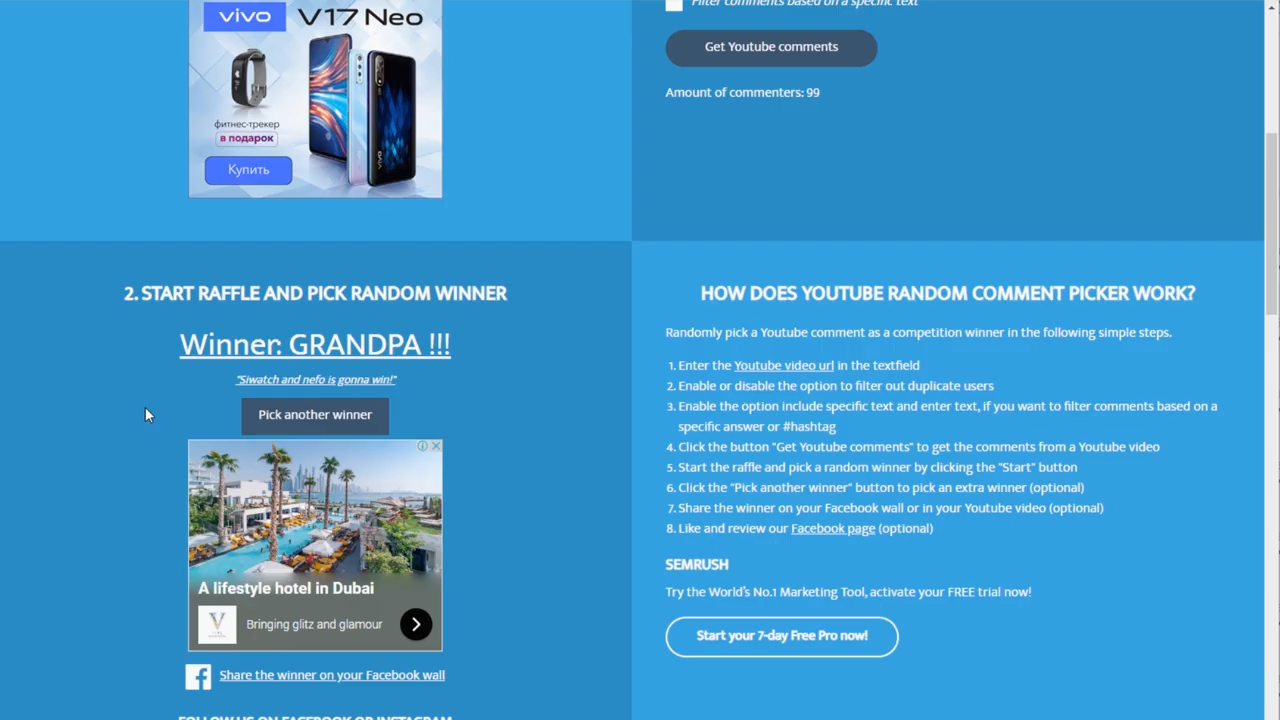 vivo V17 Neo
фитнес-трекер
в подарок
Купить
vivo
Filter comments based on a specific text
Get Youtube comments
Amount of commenters: 99
2. START RAFFLE AND PICK RANDOM WINNER
Winner: GRANDPA !!!
"Siwatch and nefo is gonna win!"
Pick another winner
A lifestyle hotel in Dubai
V
Bringing glitz and glamour
Share the winner on your Facebook wall
FOLLOW US ON FACEBOOK OR INSTAGRAM
HOW DOES YOUTUBE RANDOM COMMENT PICKER WORK?
Randomly pick a Youtube comment as a competition winner in the following simple steps.
1. Enter the Youtube video url in the textfield
2. Enable or disable the option to filter out duplicate users
3. Enable the option include specific text and enter text, if you want to filter comments based on a
specific answer or #hashtag
4. Click the button "Get Youtube comments" to get the comments from a Youtube video
5. Start the raffle and pick a random winner by clicking the "Start" button
6. Click the "Pick another winner" button to pick an extra winner (optional)
7. Share the winner on your Facebook wall or in your Youtube video (optional)
8. Like and review our Facebook page (optional)
SEMRUSH
Try the World's No.1 Marketing Tool, activate your FREE trial now!
Start your 7-day Free Pro now!